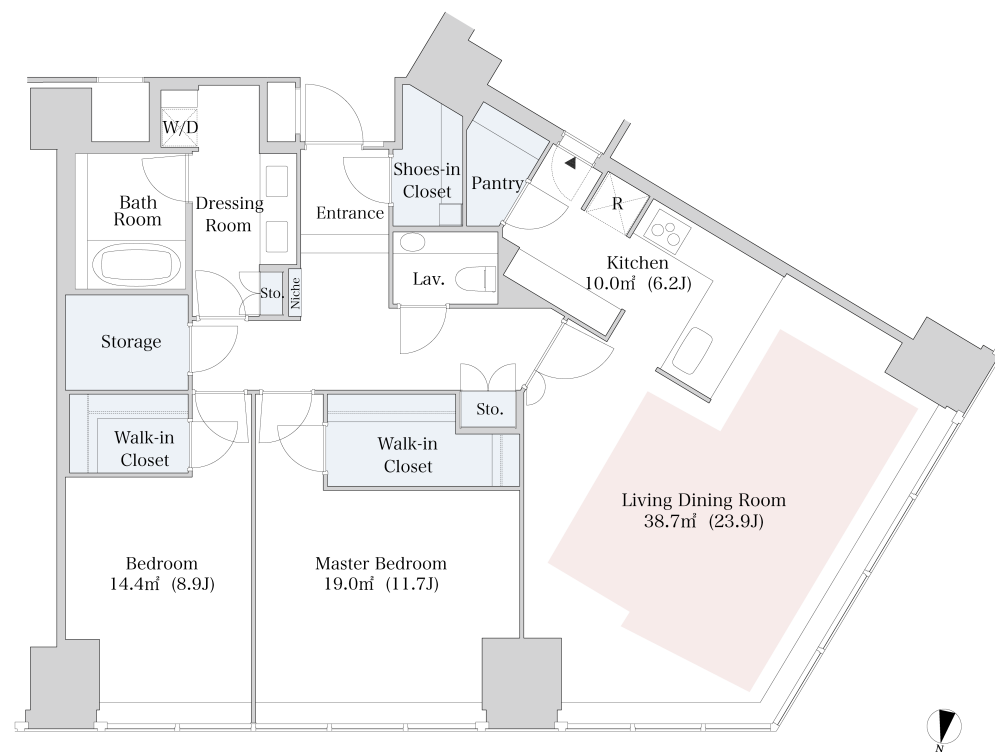 W/D
Bath
Room
Dressing
Room
Entrance
Shoes-in
Closet
Pantry
R
Kitchen
10.0㎡ (6.2J)
Lav.
Sto.
Niche
Storage
Sto.
Walk-in
Closet
Walk-in
Closet
Living Dining Room
38.7㎡ (23.9J)
Bedroom
14.4㎡ (8.9J)
Master Bedroom
19.0㎡ (11.7J)
N